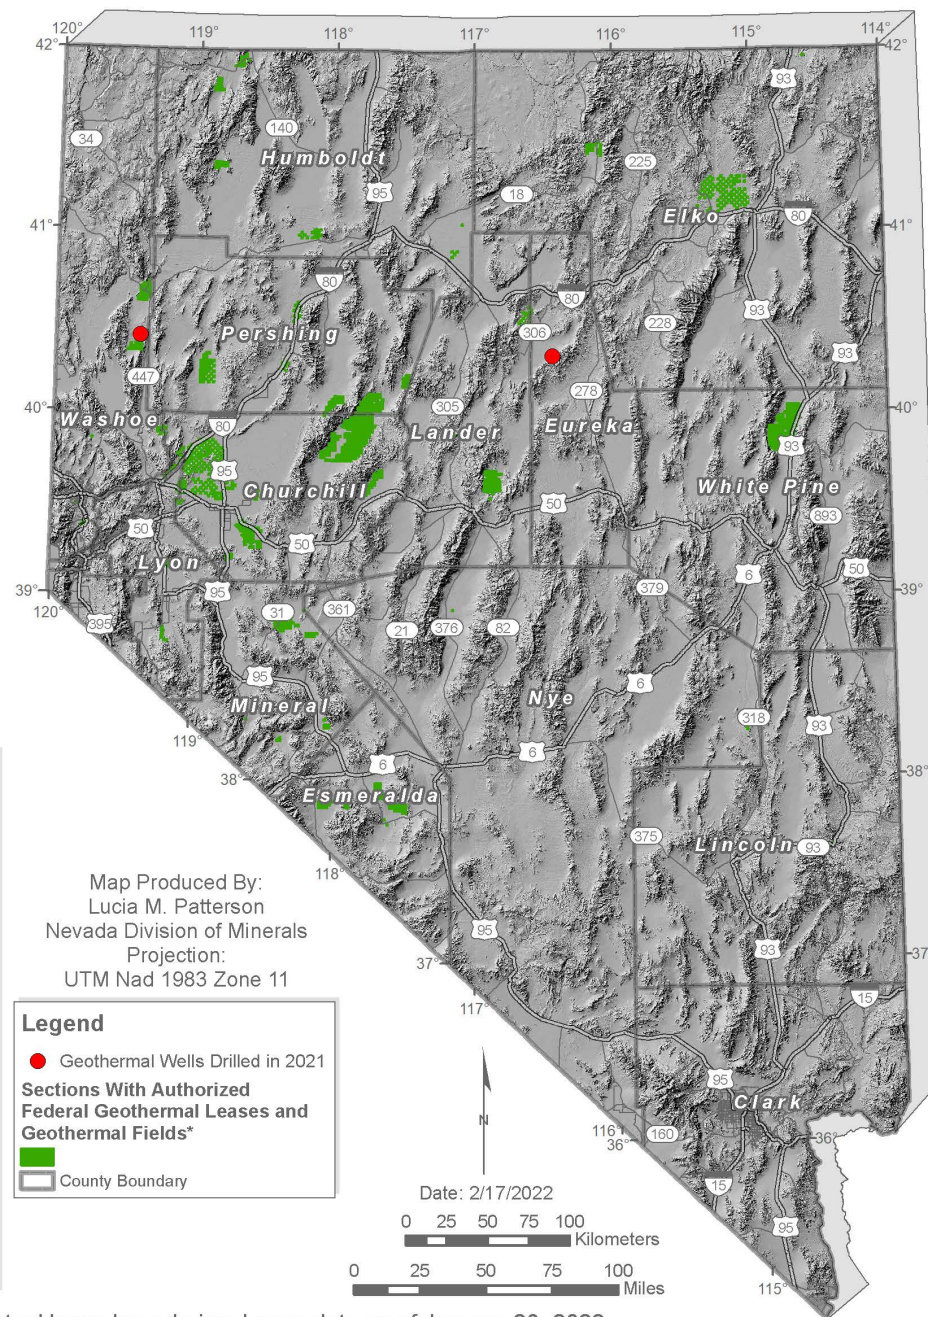 120°
119°
118°
117°
116°
115°
114°
42°
42°
93
34
140
Humboldt
225
95
18
Elko
80
41°
41°
80
80
93
306
228
Pershing
93
447
278
40°
305
40°
Washoe
80
Lander
Eureka
93
95
Churchill
White Pine
50
893
50
50
Lyon
6
50
379
39°
95
39°
120°
31
361
395
21
376
82
95
6
Nye
Mineral
318
93
119°
6
38°
6
38°
Esmeralda
375
Lincoln
93
118°
Map Produced By:
Lucia M. Patterson
Nevada Division of Minerals
Projection:
UTM Nad 1983 Zone 11
95
93
37°
37°
117°
15
Legend
Geothermal Wells Drilled in 2021
Sections With Authorized
Federal Geothermal Leases and
Geothermal Fields*
County Boundary
95
Clark
N
116°
36°
160
36°
15
95
Date: 2/17/2022
0 25 50 75 100
Kilometers
0 25 50 75 100
Miles
115°